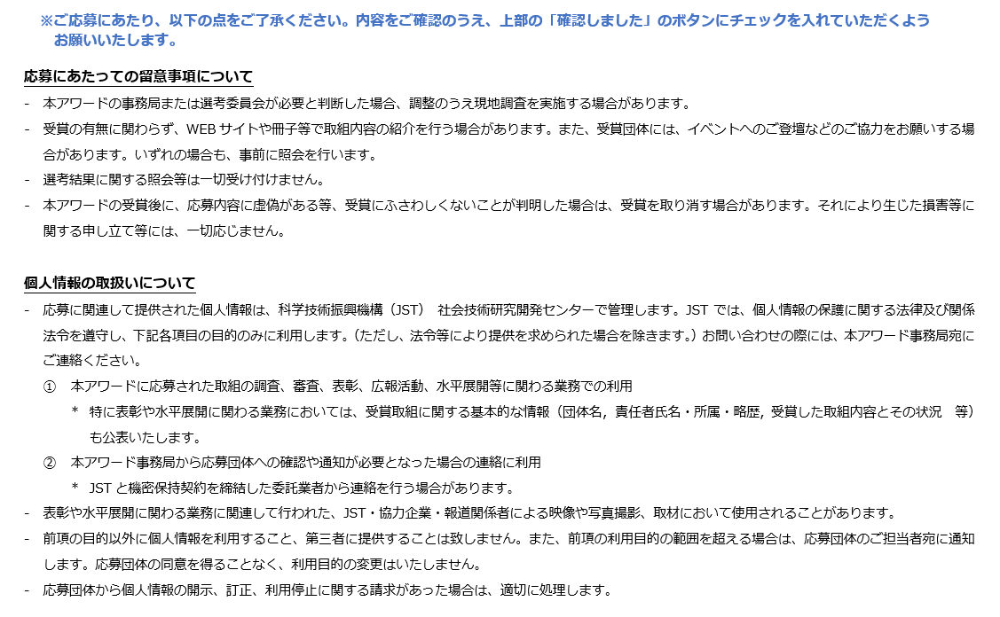 ※ご応募にあたり、以下の点をご了承ください。内容をご確認のうえ、上部の「確認しました」のボタンにチェックを入れていただくよう
お願いいたします。
応募にあたっての留意事項について
- 本アワードの事務局または選考委員会が必要と判断した場合、調整のうえ現地調査を実施する場合があります。
- 受賞の有無に関わらず、WEB サイトや冊子等で取組内容の紹介を行う場合があります。また、受賞団体には、イベントへのご登壇などのご協力をお願いする場
合があります。いずれの場合も、事前に照会を行います。
- 選考結果に関する照会等は一切受け付けません。
- 本アワードの受賞後に、応募内容に虚偽がある等、受賞にふさわしくないことが判明した場合は、受賞を取り消す場合があります。それにより生じた損害等に
関する申し立て等には、一切応じません。
個人情報の取扱いについて
- 応募に関連して提供された個人情報は、科学技術振興機構（JST） 社会技術研究開発センターで管理します。JST では、個人情報の保護に関する法律及び関係
法令を遵守し、下記各項目の目的のみに利用します。（ただし、法令等により提供を求められた場合を除きます。）お問い合わせの際には、本アワード事務局宛に
ご連絡ください。
① 本アワードに応募された取組の調査、審査、表彰、広報活動、水平展開等に関わる業務での利用
* 特に表彰や水平展開に関わる業務においては、受賞取組に関する基本的な情報（団体名, 責任者氏名・所属・略歴, 受賞した取組内容とその状況 等）
も公表いたします。
② 本アワード事務局から応募団体への確認や通知が必要となった場合の連絡に利用
* JST と機密保持契約を締結した委託業者から連絡を行う場合があります。
- 表彰や水平展開に関わる業務に関連して行われた、JST・協力企業・報道関係者による映像や写真撮影、取材において使用されることがあります。
- 前項の目的以外に個人情報を利用すること、第三者に提供することは致しません。また、前項の利用目的の範囲を超える場合は、応募団体のご担当者宛に通知
します。応募団体の同意を得ることなく、利用目的の変更はいたしません。
- 応募団体から個人情報の開示、訂正、利用停止に関する請求があった場合は、適切に処理します。